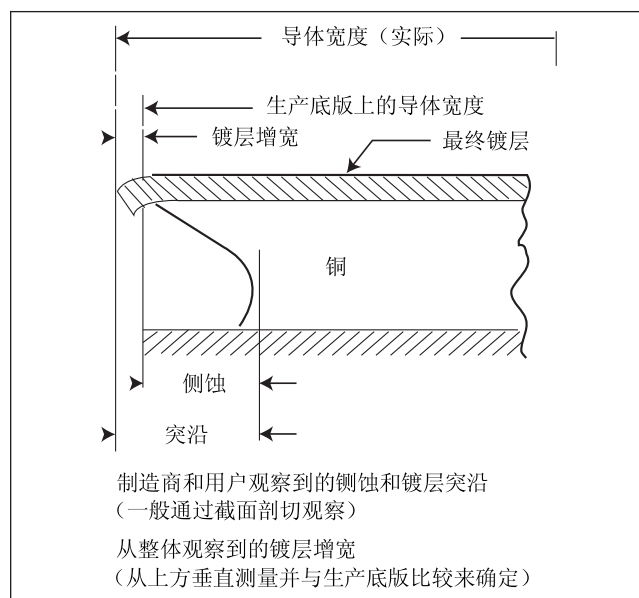 导体宽度（实际）
生产底版上的导体宽度
镀层增宽
最终镀层
铜
侧蚀
突沿
制造商和用户观察到的铡蚀和镀层突沿
（一般通过截面剖切观察）
从整体观察到的镀层增宽
（从上方垂直测量并与生产底版比较来确定）